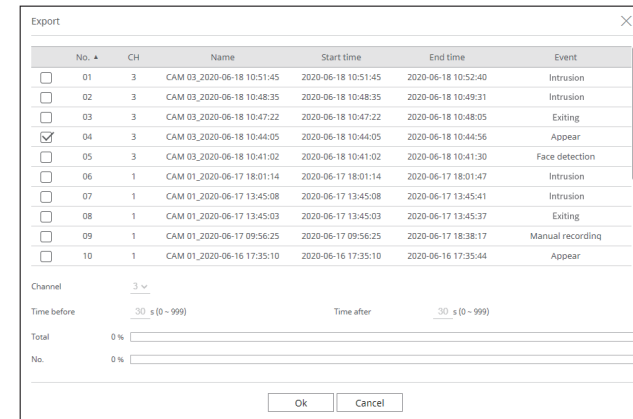 Export
No. ▲ CH Name Start time End time Event
01 3 CAM 03_2020-06-18 10:51:45 2020-06-18 10:51:45 2020-06-18 10:52:40 Intrusion
02 3 CAM 03_2020-06-18 10:48:35 2020-06-18 10:48:35 2020-06-18 10:49:31 Intrusion
03 3 CAM 03_2020-06-18 10:47:22 2020-06-18 10:47:22 2020-06-18 10:48:05 Exiting
04 3 CAM 03_2020-06-18 10:44:05 2020-06-18 10:44:05 2020-06-18 10:44:56 Appear
05 3 CAM 03_2020-06-18 10:41:02 2020-06-18 10:41:02 2020-06-18 10:41:30 Face detection
06 1 CAM 01_2020-06-17 18:01:14 2020-06-17 18:01:14 2020-06-17 18:01:47 Intrusion
07 1 CAM 01_2020-06-17 13:45:08 2020-06-17 13:45:08 2020-06-17 13:45:41 Intrusion
08 1 CAM 01_2020-06-17 13:45:03 2020-06-17 13:45:03 2020-06-17 13:45:37 Exiting
09 1 CAM 01_2020-06-17 09:56:25 2020-06-17 09:56:25 2020-06-17 18:38:17 Manual recording
10 1 CAM 01_2020-06-16 17:35:10 2020-06-16 17:35:10 2020-06-16 17:35:44 Appear
Channel 3
Time before 30 s (0 ~ 999) Time after 30 s (0 ~ 999)
Total 0 %
No. 0 %
Ok Cancel